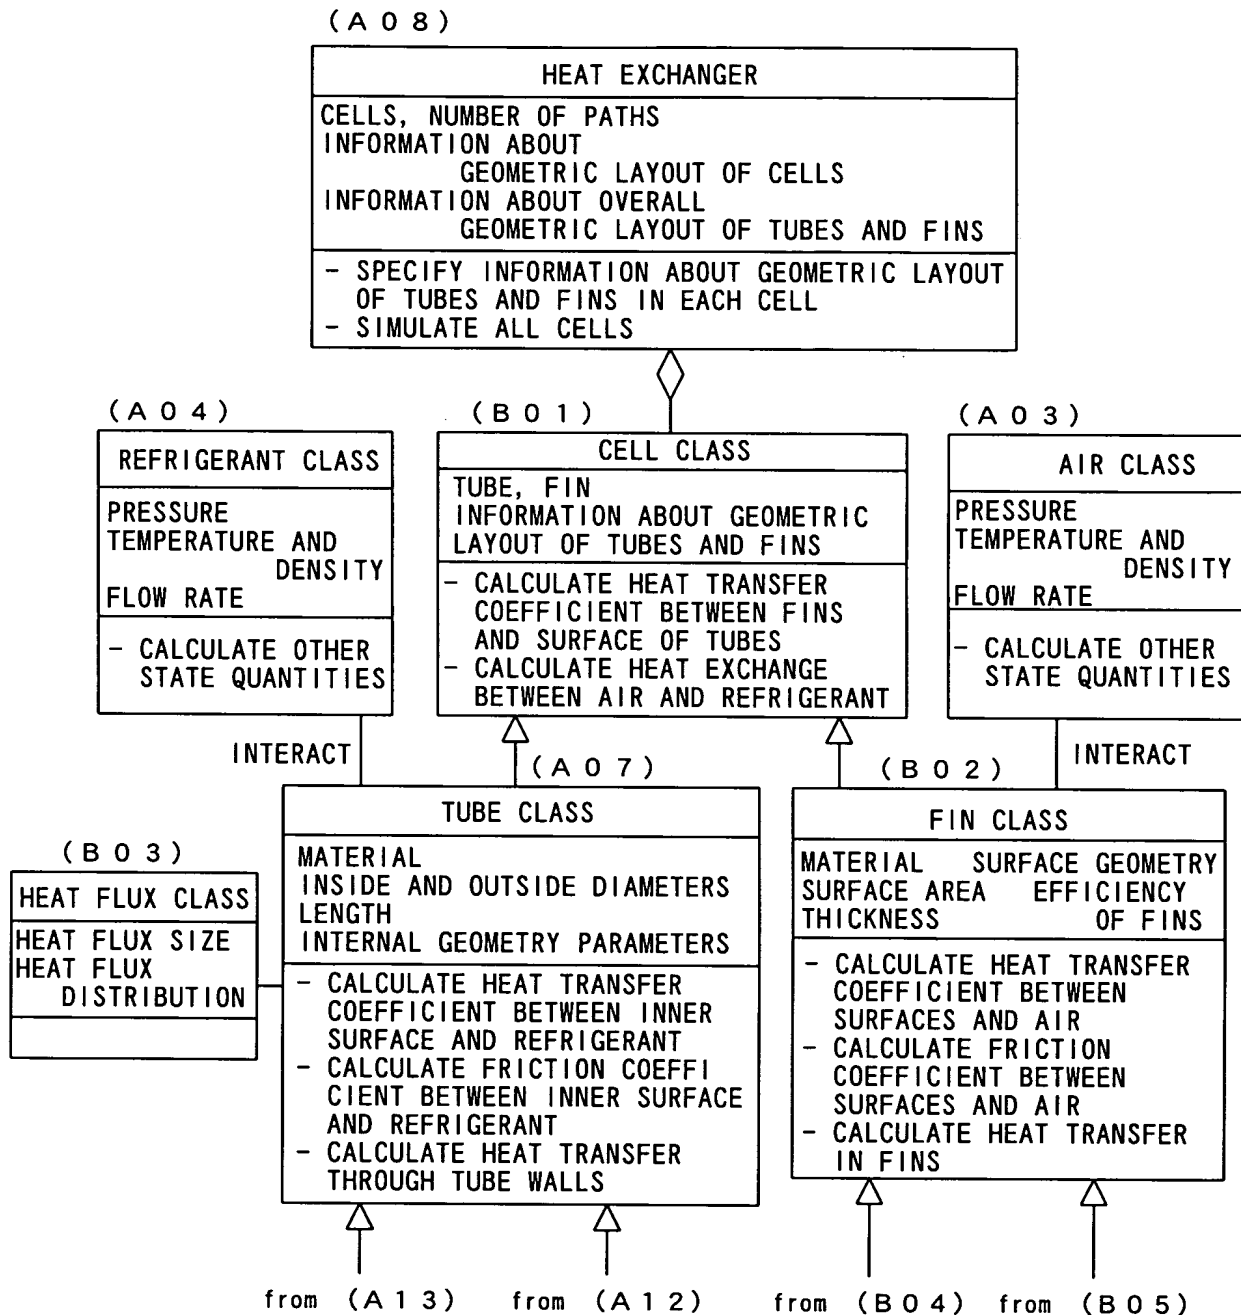 (A08)
HEAT EXCHANGER
CELLS, NUMBER OF PATHS
INFORMATION ABOUT
GEOMETRIC LAYOUT OF CELLS
INFORMATION ABOUT OVERALL
GEOMETRIC LAYOUT OF TUBES AND FINS
- SPECIFY INFORMATION ABOUT GEOMETRIC LAYOUT
OF TUBES AND FINS IN EACH CELL
- SIMULATE ALL CELLS
(A04)
REFRIGERANT CLASS
PRESSURE
TEMPERATURE AND
DENSITY
FLOW RATE
- CALCULATE OTHER
STATE QUANTITIES
(B01)
CELL CLASS
TUBE, FIN
INFORMATION ABOUT GEOMETRIC
LAYOUT OF TUBES AND FINS
- CALCULATE HEAT TRANSFER
COEFFICIENT BETWEEN FINS
AND SURFACE OF TUBES
- CALCULATE HEAT EXCHANGE
BETWEEN AIR AND REFRIGERANT
(A03)
AIR CLASS
PRESSURE
TEMPERATURE AND
DENSITY
FLOW RATE
- CALCULATE OTHER
STATE QUANTITIES
INTERACT
INTERACT
(B03)
HEAT FLUX CLASS
HEAT FLUX SIZE
HEAT FLUX
DISTRIBUTION
(A07)
TUBE CLASS
MATERIAL
INSIDE AND OUTSIDE DIAMETERS
LENGTH
INTERNAL GEOMETRY PARAMETERS
- CALCULATE HEAT TRANSFER
COEFFICIENT BETWEEN INNER
SURFACE AND REFRIGERANT
- CALCULATE FRICTION COEFFI
CIENT BETWEEN INNER SURFACE
AND REFRIGERANT
- CALCULATE HEAT TRANSFER
THROUGH TUBE WALLS
(B02)
FIN CLASS
MATERIAL SURFACE GEOMETRY
SURFACE AREA EFFICIENCY
THICKNESS OF FINS
- CALCULATE HEAT TRANSFER
COEFFICIENT BETWEEN
SURFACES AND AIR
- CALCULATE FRICTION
COEFFICIENT BETWEEN
SURFACES AND AIR
- CALCULATE HEAT TRANSFER
IN FINS
from (A13) from (A12) from (B04) from (B05)